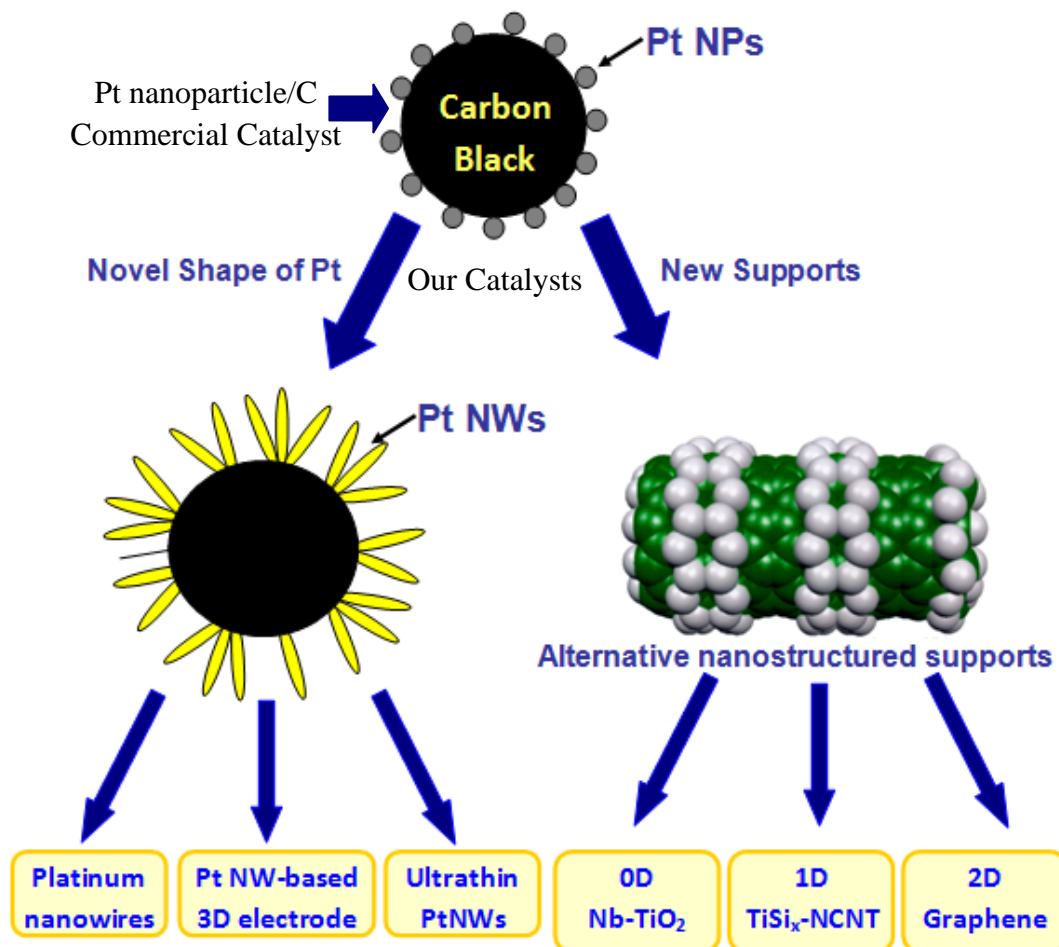 Pt NPs
Pt nanoparticle/C
Commercial Catalyst
Carbon
Black
Novel Shape of Pt
Our Catalysts
New Supports
Pt NWs
Alternative nanostructured supports
Platinum
nanowires
Pt NW-based
3D electrode
Ultrathin
PtNWs
0D
Nb-TiO₂
1D
TiSiₓ-NCNT
2D
Graphene